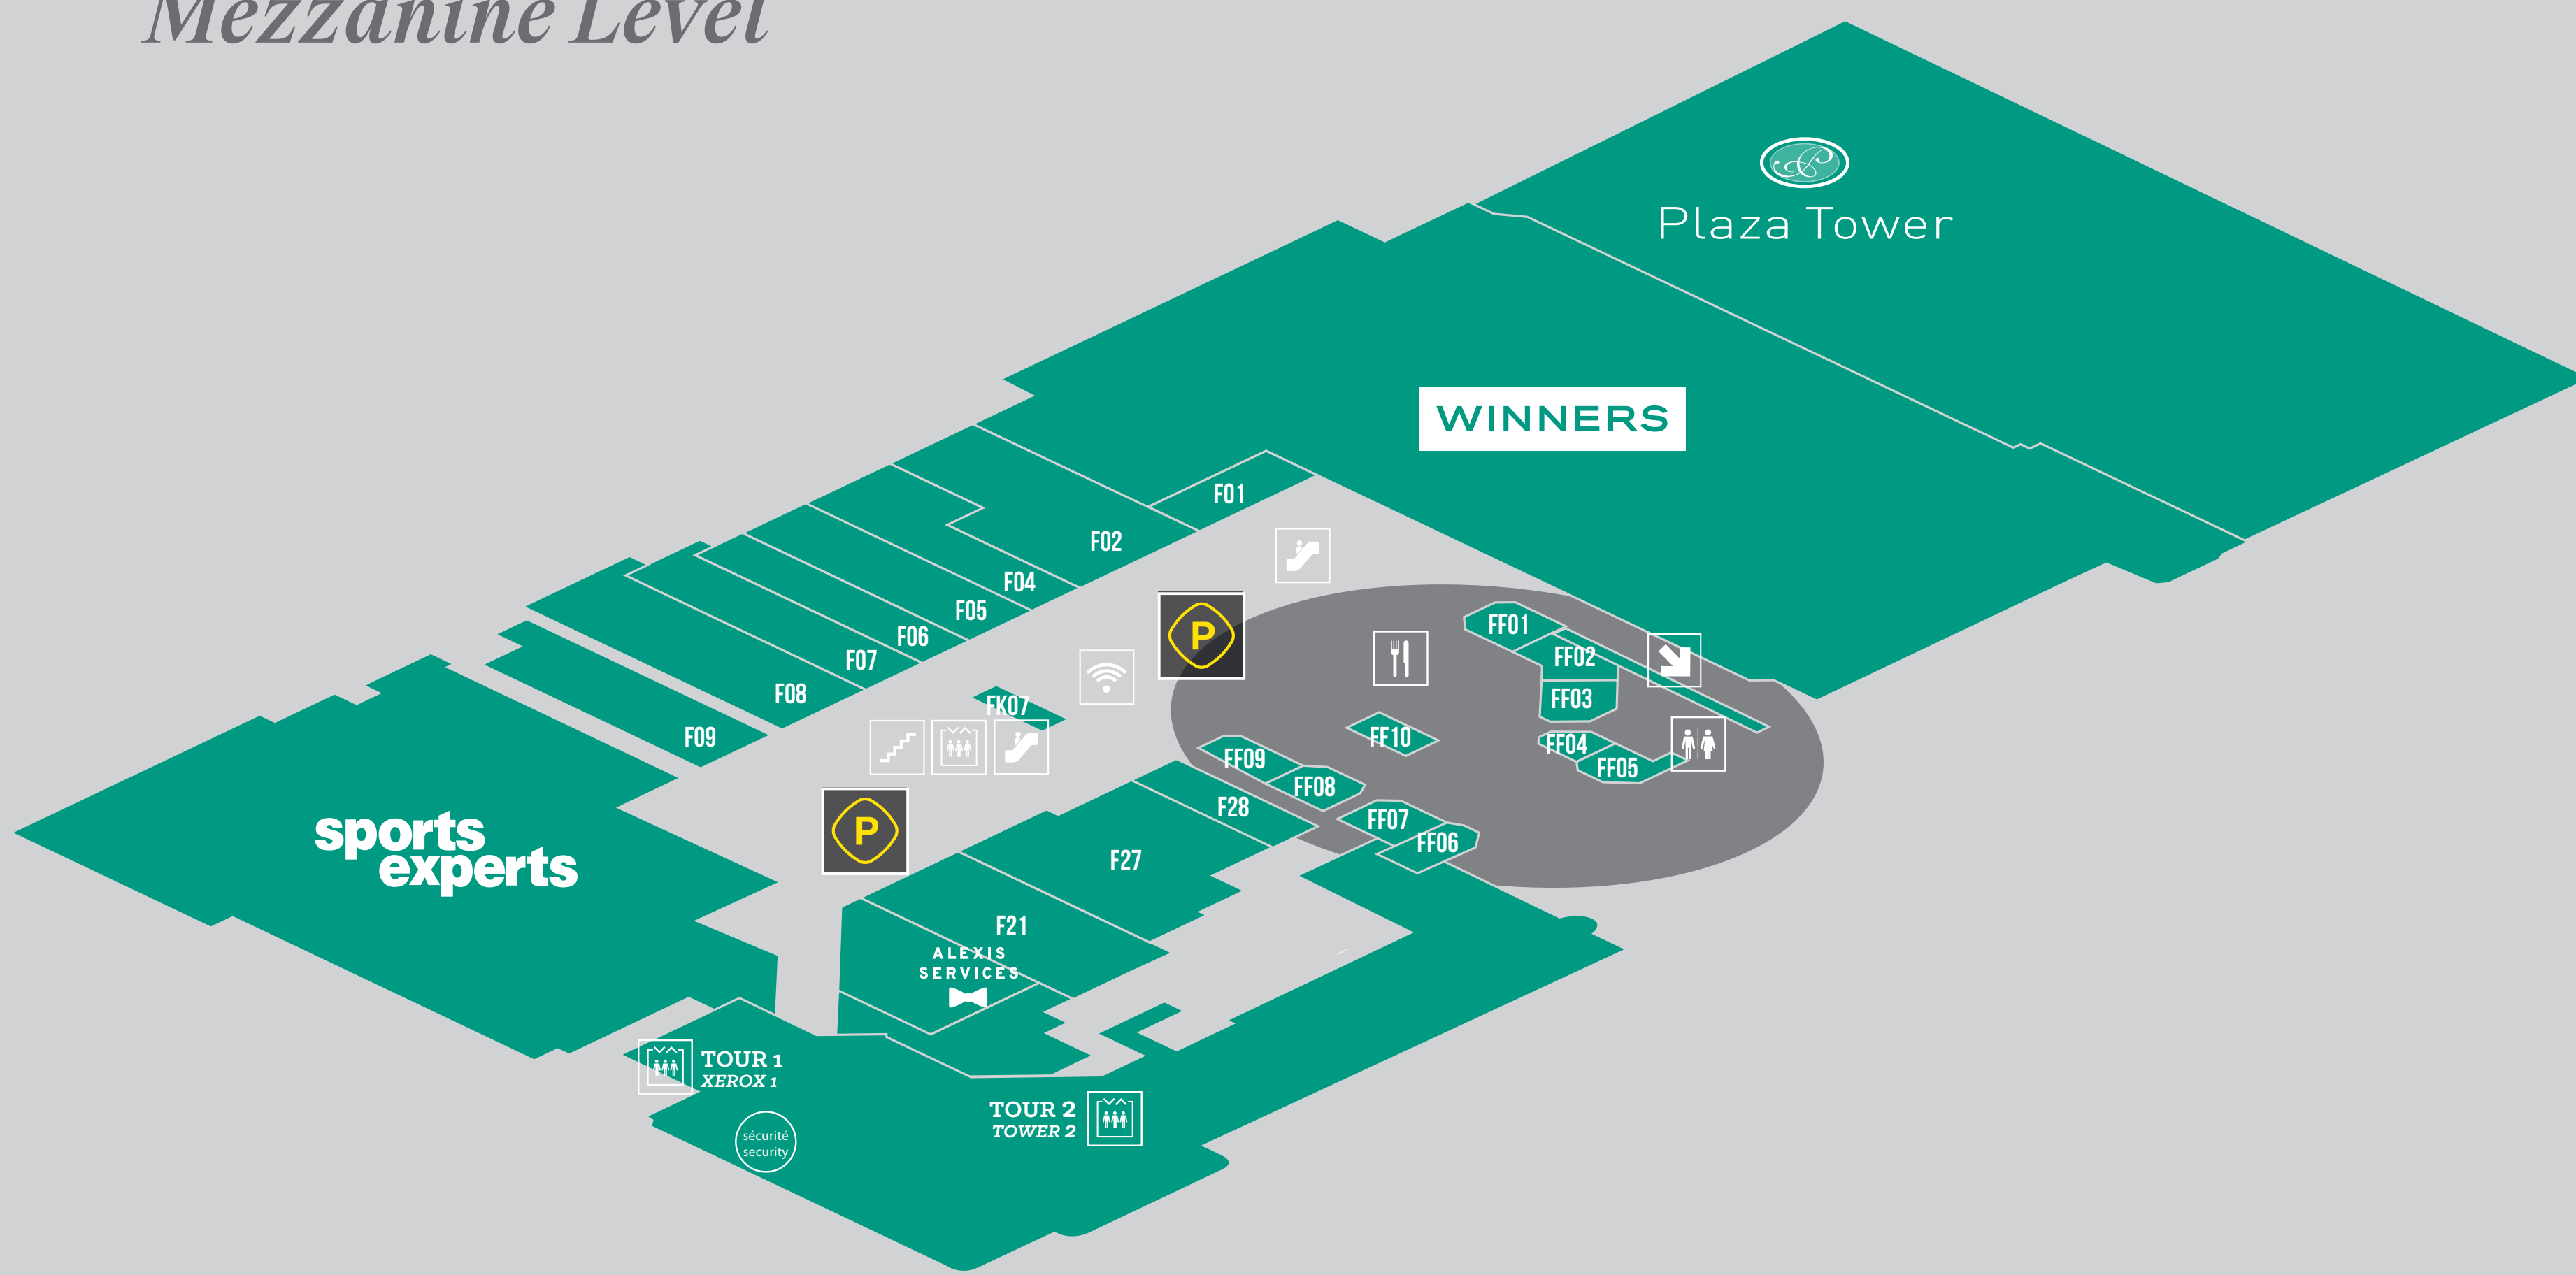 Mezzanine Level
Plaza Tower
WINNERS
F01
F02
F04
F05
F06
F07
F08
F09
FK07
P
P
FF01
FF02
FF03
FF04
FF05
FF10
FF09
FF08
FF07
FF06
F28
F27
F21
ALEXIS
SERVICES
sports
experts
TOUR 1
XEROX 1
TOUR 2
TOWER 2
sécurité
security